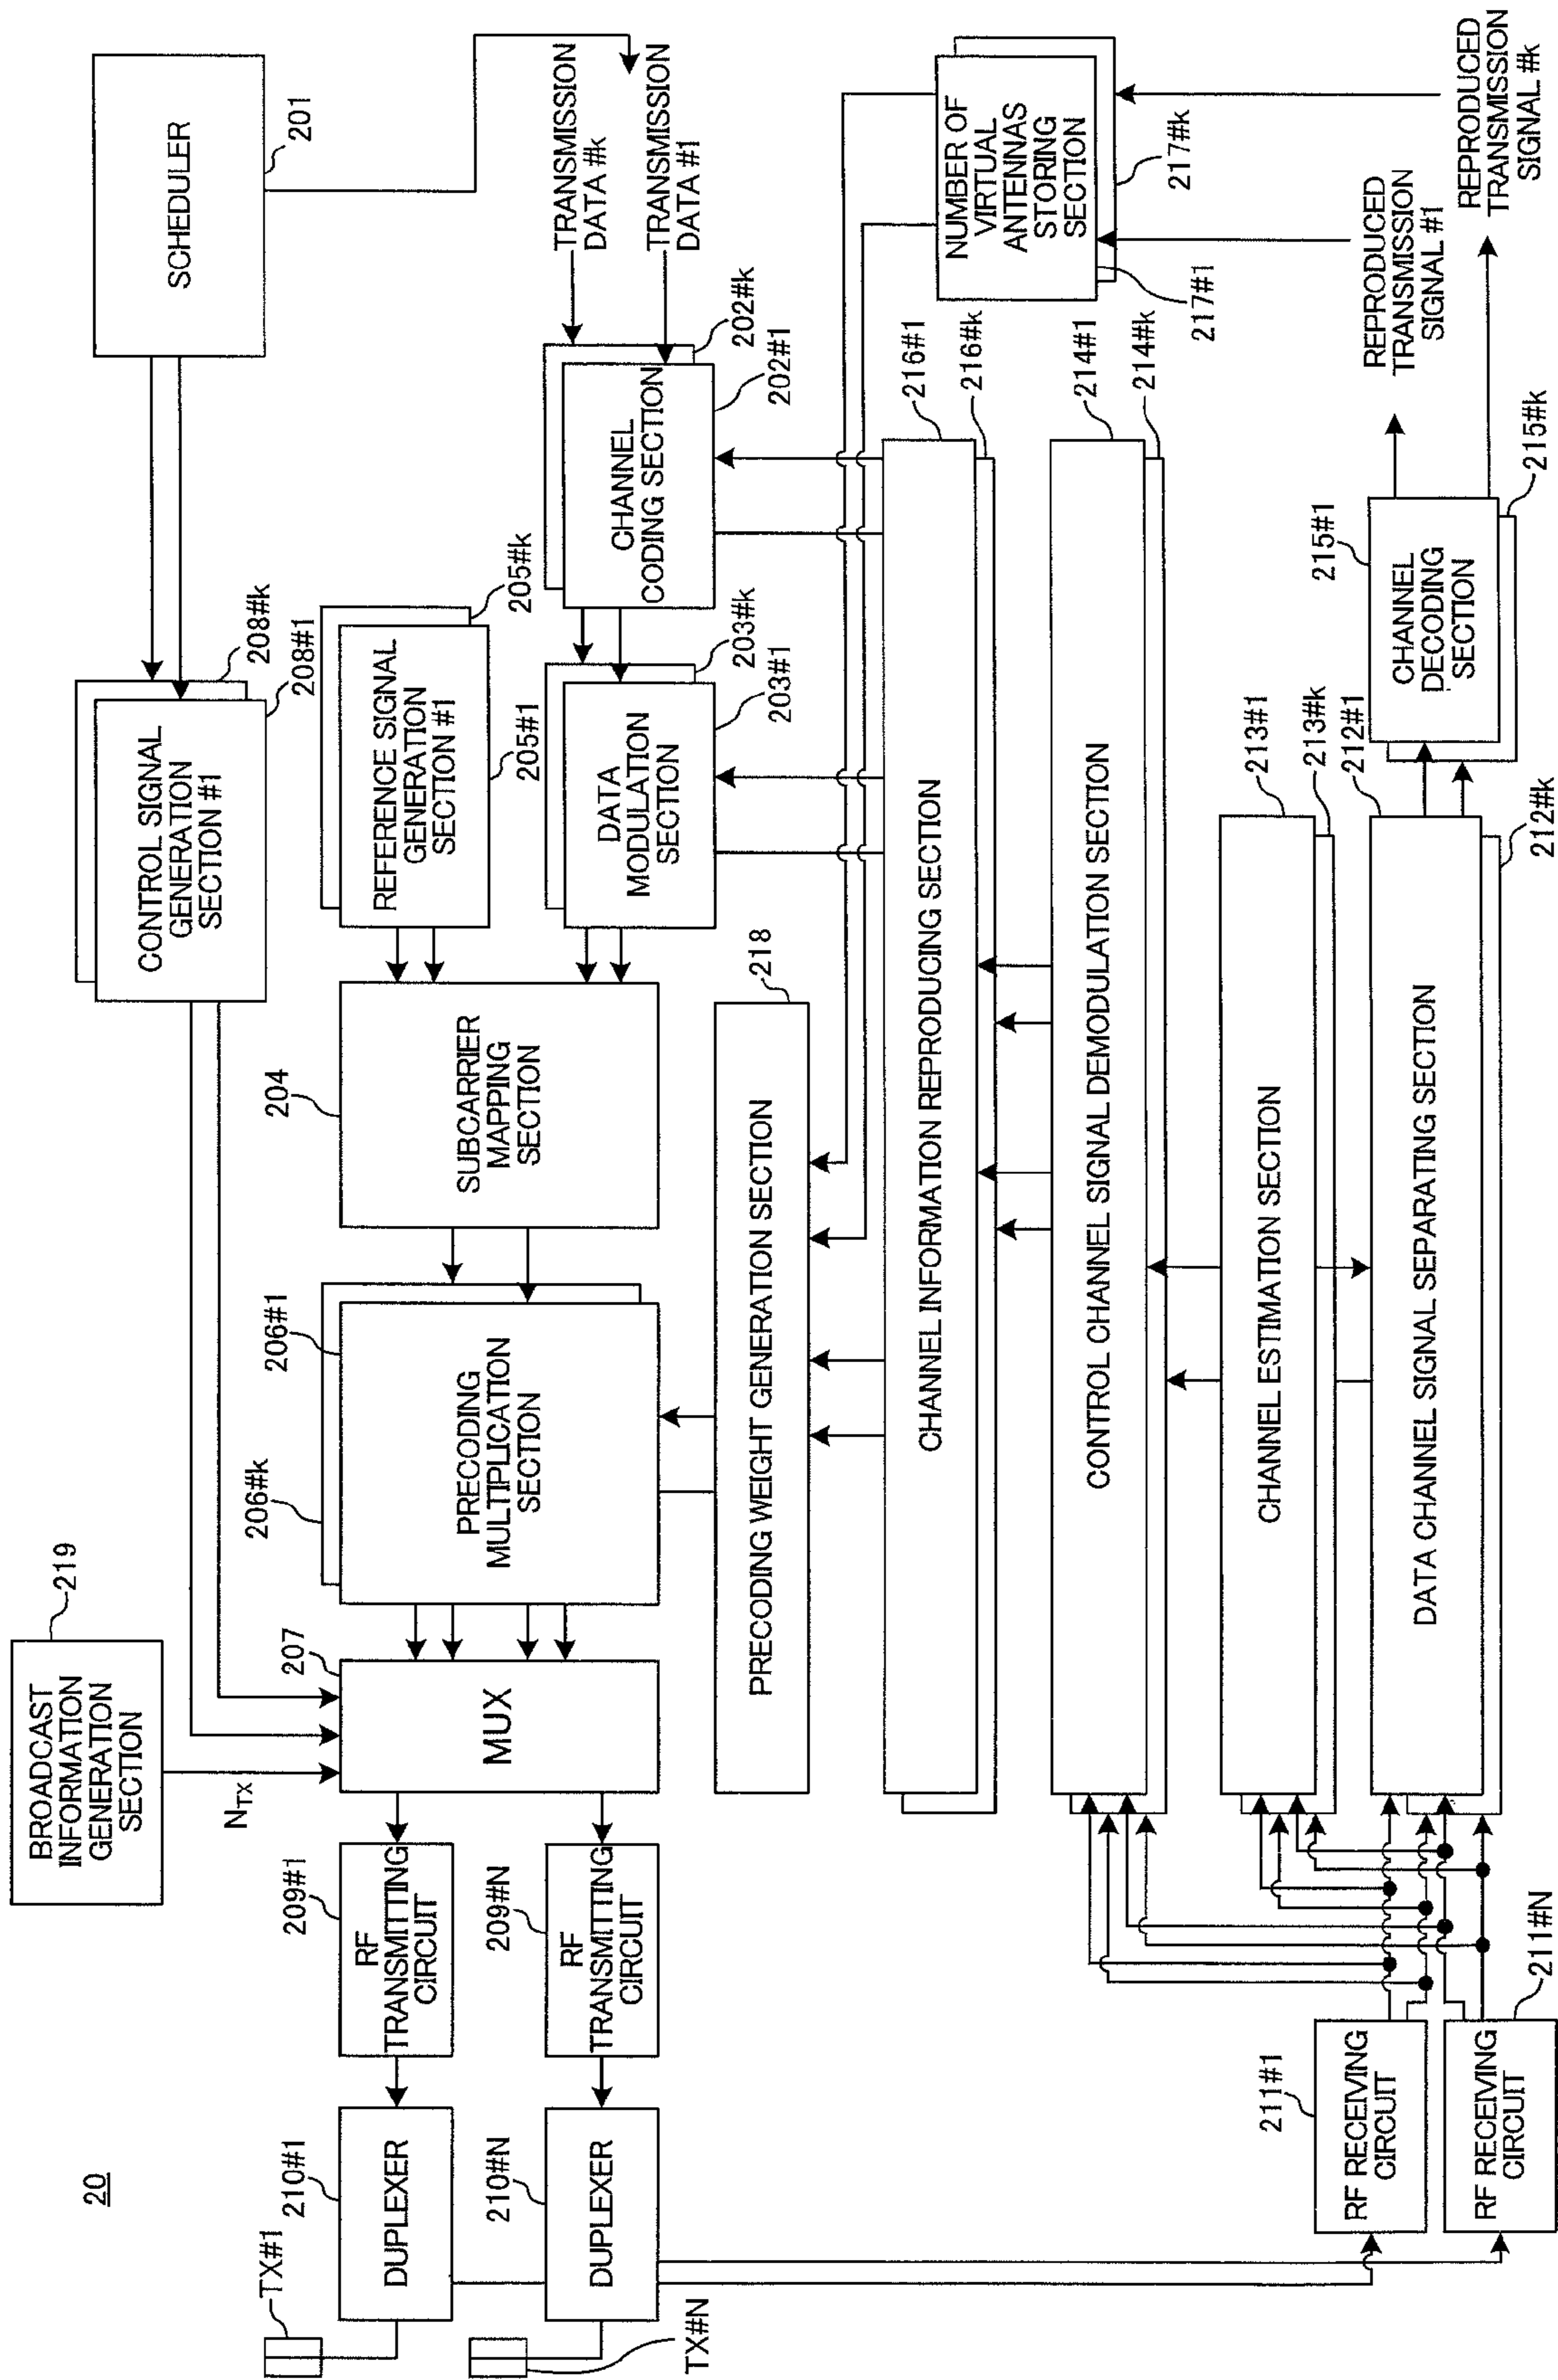 20
BROADCAST
INFORMATION
GENERATION
SECTION
219
NTX
CONTROL SIGNAL
GENERATION
SECTION #1
208#k
208#1
SCHEDULER
201
TX#1
210#1
DUPLEXER
209#1
RF
TRANSMITTING
CIRCUIT
207
MUX
206#k
206#1
PRECODING
MULTIPLICATION
SECTION
204
SUBCARRIER
MAPPING
SECTION
REFERENCE SIGNAL
GENERATION
SECTION #1
205#1
205#k
TX#N
210#N
DUPLEXER
209#N
RF
TRANSMITTING
CIRCUIT
DATA
MODULATION
SECTION
203#k
203#1
CHANNEL
CODING SECTION
202#k
202#1
TRANSMISSION
DATA #k
TRANSMISSION
DATA #1
PRECODING WEIGHT GENERATION SECTION
218
CHANNEL INFORMATION REPRODUCING SECTION
216#1
216#k
NUMBER OF
VIRTUAL
ANTENNAS
STORING
SECTION
217#1
217#k
CONTROL CHANNEL SIGNAL DEMODULATION SECTION
214#1
214#k
CHANNEL ESTIMATION SECTION
213#1
213#k
211#1
RF RECEIVING
CIRCUIT
RF RECEIVING
CIRCUIT
211#N
DATA CHANNEL SIGNAL SEPARATING SECTION
212#1
212#k
215#1
CHANNEL
DECODING
SECTION
215#k
REPRODUCED
TRANSMISSION
SIGNAL #1
REPRODUCED
TRANSMISSION
SIGNAL #k